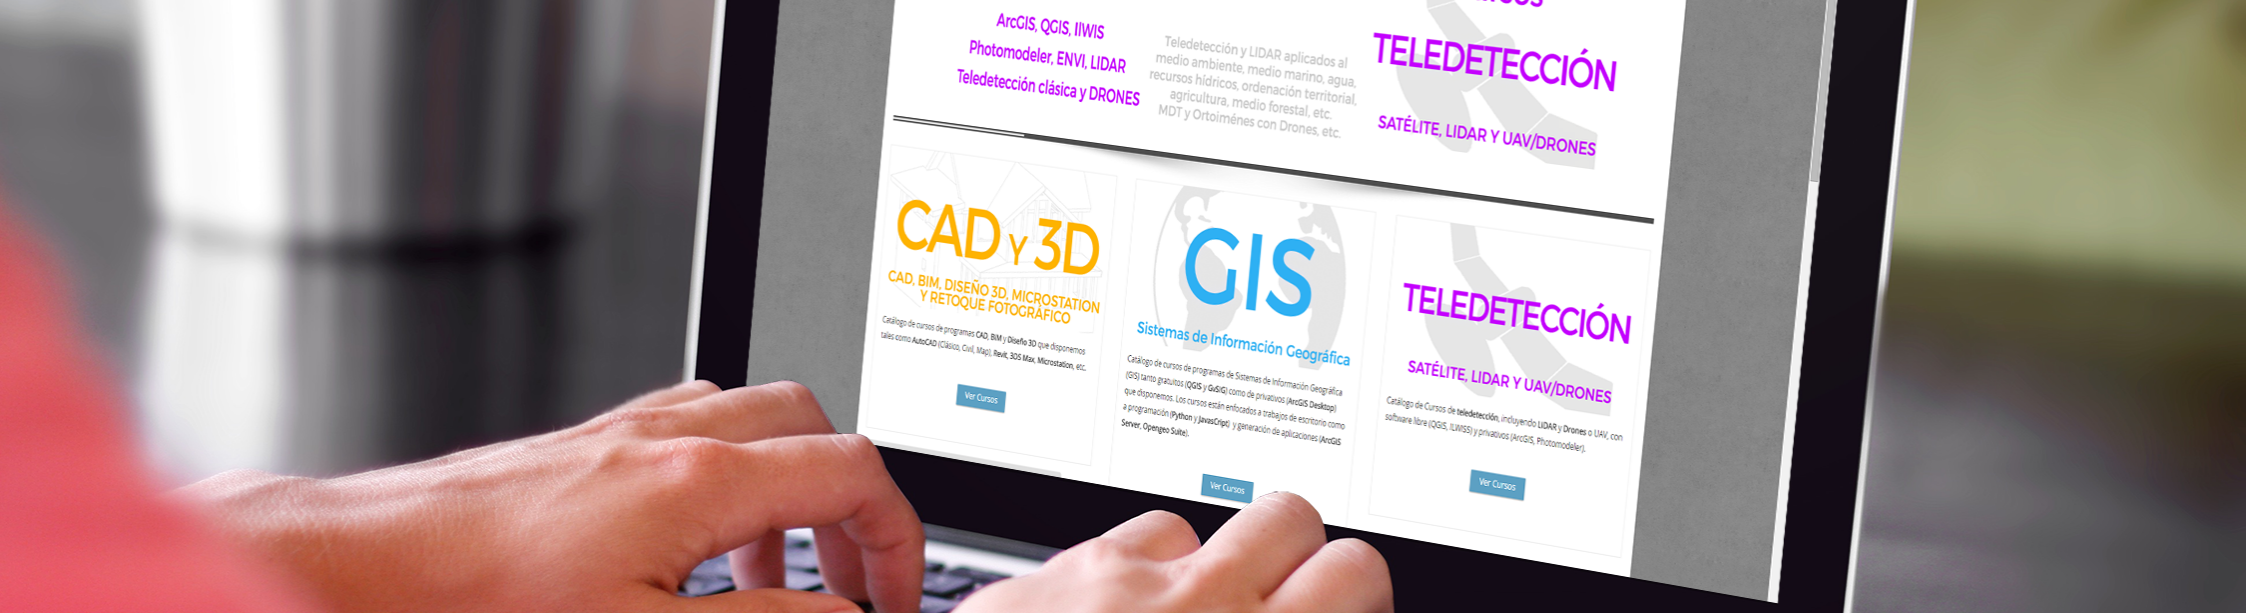 ArcGIS, QGIS, IlWIS
Photomodeler, ENVI, LIDAR
Teledetección clásica y DRONES
Teledetección y LIDAR aplicados al
medio ambiente, medio marino, agua,
recursos hídricos, ordenación territorial,
agricultura, medio forestal, etc.
MDT y Ortoiménes con Drones, etc.
TELEDETECCIÓN
SATÉLITE, LIDAR Y UAV/DRONES
CAD Y 3D
CAD, BIM, DISEÑO 3D, MICROSTATION
Y RETOQUE FOTOGRÁFICO
Catálogo de cursos de programas CAD, BIM y Diseño 3D que disponemos
tales como AutoCAD (Clásico, Civil, Map), Revit, 3DS Max, Microstation, etc.
Ver Cursos
GIS
Sistemas de Información Geográfica
Catálogo de cursos de programas de Sistemas de Información Geográfica
(GIS) tanto gratuitos (QGIS y GvSIG) como de privativos (ArcGIS Desktop)
que disponemos. Los cursos están enfocados a trabajos de escritorio como
a programación (Python y JavasCript) y generación de aplicaciones (ArcGIS
Server, Opengeo Suite).
Ver Cursos
TELEDETECCIÓN
SATÉLITE, LIDAR Y UAV/DRONES
Catálogo de Cursos de teledetección, incluyendo LiDAR y Drones o UAV, con
software libre (QGIS, ILWISS) y privativos (ArcGIS, Photomodeler).
Ver Cursos